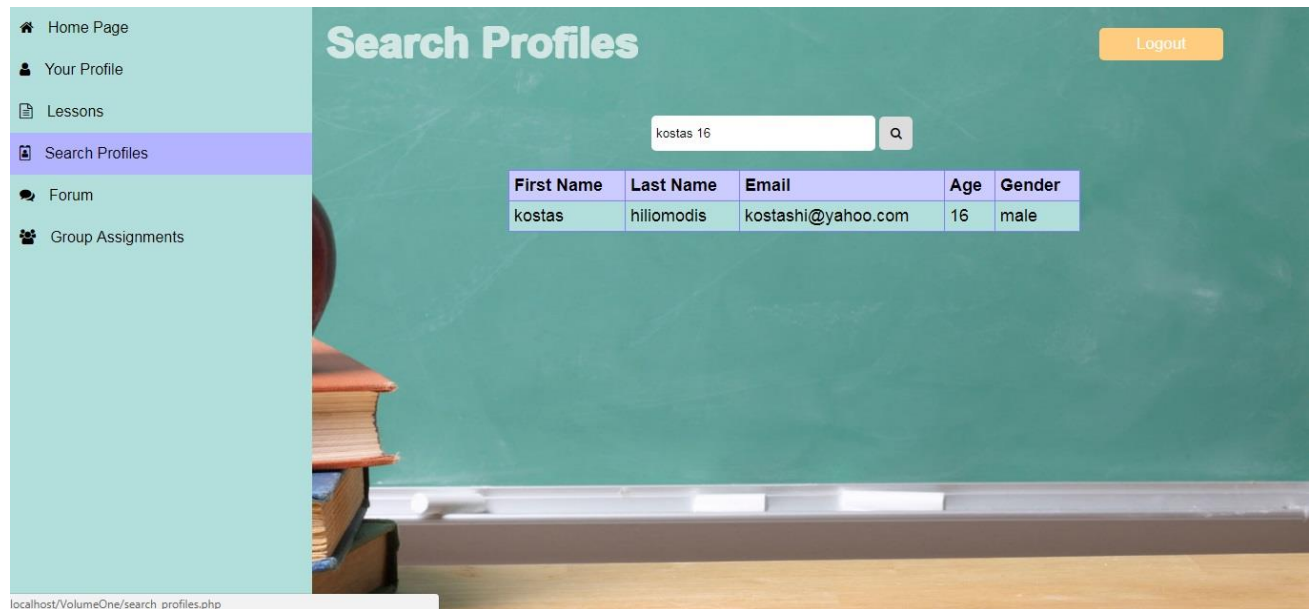 Home Page
Your Profile
Lessons
Search Profiles
Forum
Group Assignments
Search Profiles
Logout
kostas 16
First Name Last Name Email Age Gender
kostas hiliomodis kostashi@yahoo.com 16 male
localhost/VolumeOne/search_profiles.php